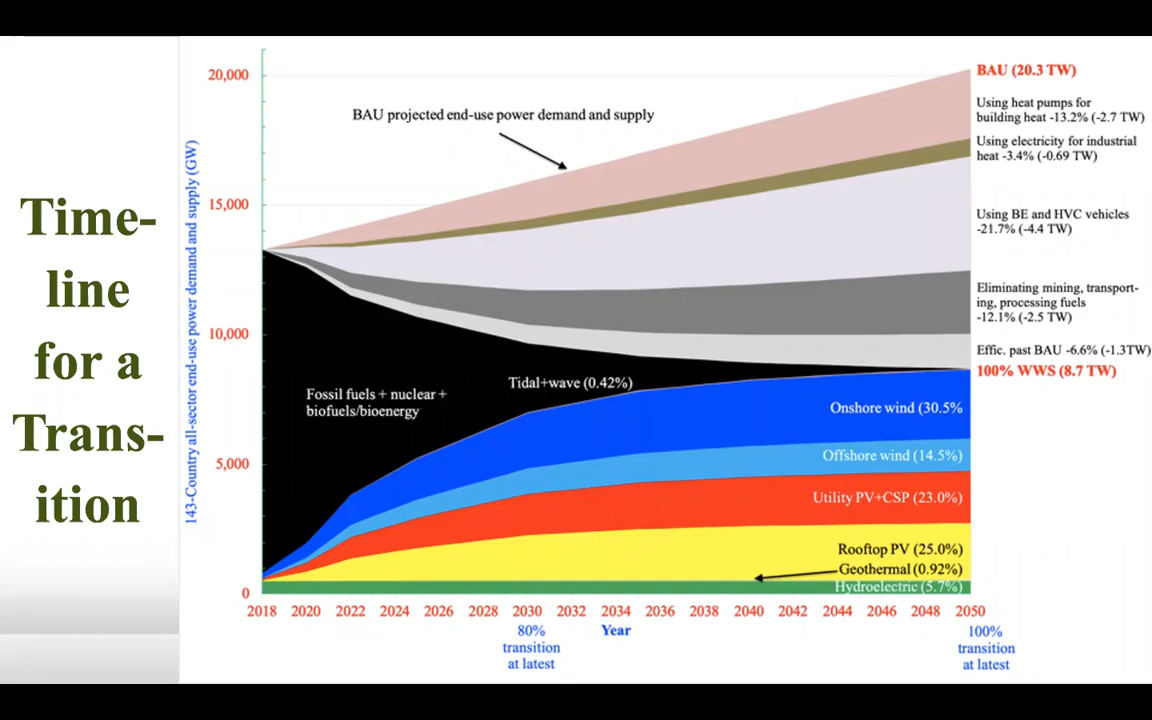 Time-
line
for a
Trans-
ition
143-Country all-sector end-use power demand and supply (GW)
20,000
15,000
10,000
5,000
0
BAU projected end-use power demand and supply
Fossil fuels + nuclear +
biofuels/bioenergy
Tidal+wave (0.42%)
Onshore wind (30.5%
Offshore wind (14.5%)
Utility PV+CSP (23.0%)
Rooftop PV (25.0%)
Geothermal (0.92%)
Hydroelectric (5.7%)
BAU (20.3 TW)
Using heat pumps for
building heat -13.2% (-2.7 TW)
Using electricity for industrial
heat -3.4% (-0.69 TW)
Using BE and HVC vehicles
-21.7% (-4.4 TW)
Eliminating mining, transport-
ing, processing fuels
-12.1% (-2.5 TW)
Effic. past BAU -6.6% (-1.3TW)
100% WWS (8.7 TW)
2018 2020 2022 2024 2026 2028 2030 2032 2034 2036 2038 2040 2042 2044 2046 2048 2050
Year
80%
transition
at latest
100%
transition
at latest